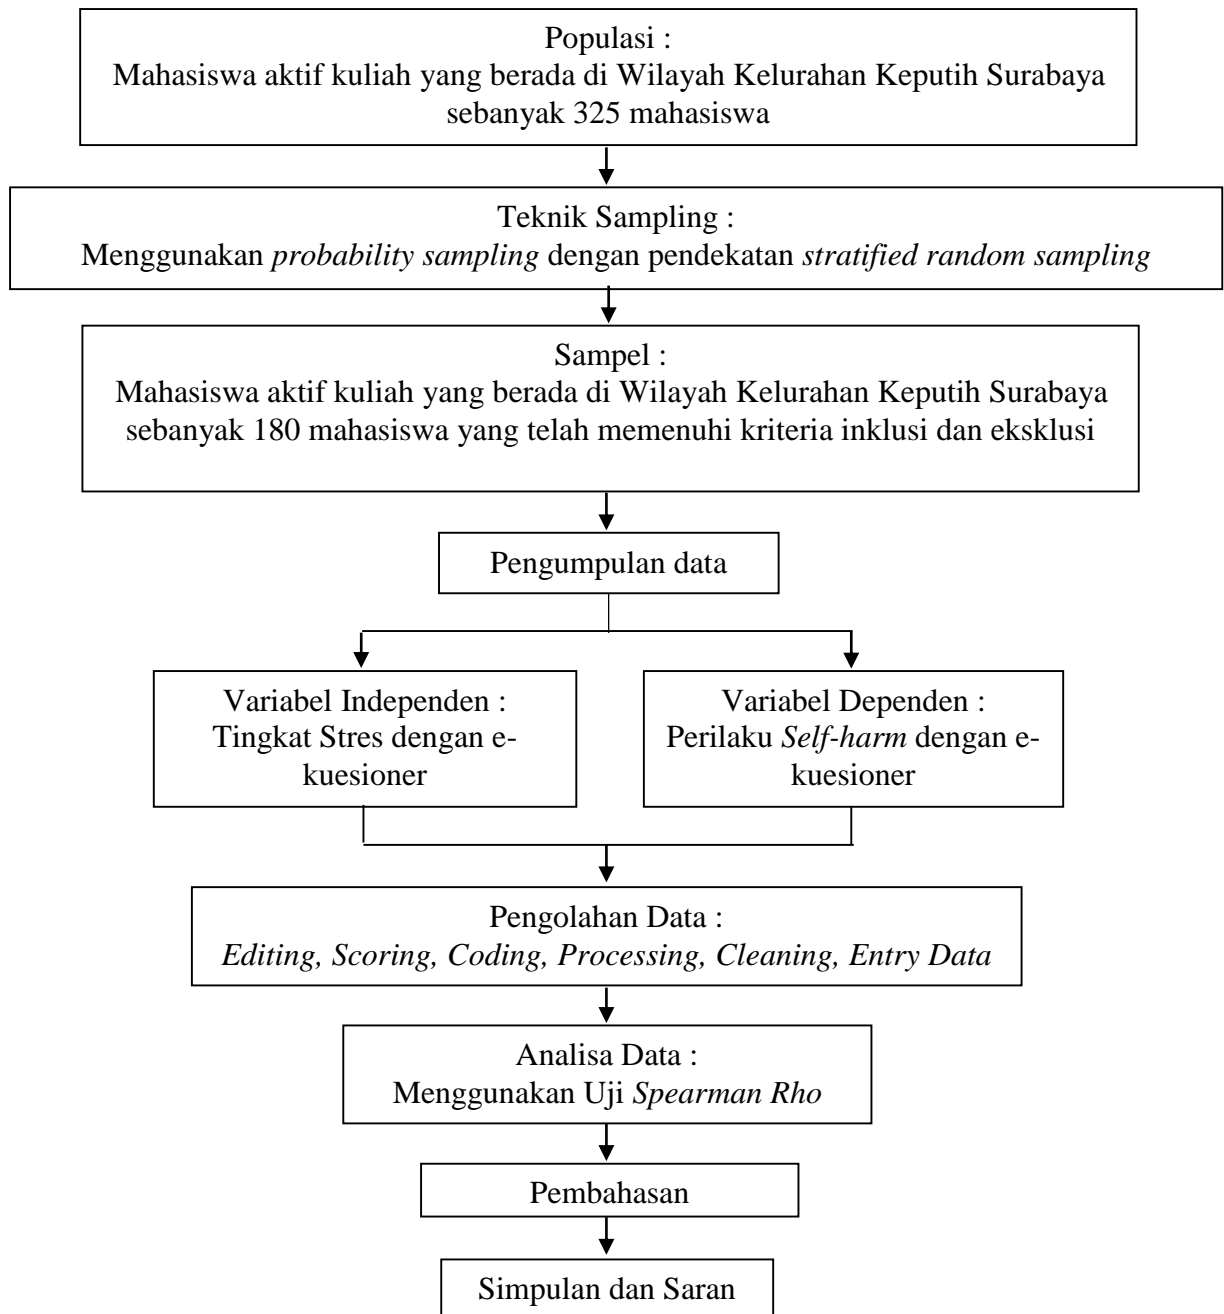 Populasi :
Mahasiswa aktif kuliah yang berada di Wilayah Kelurahan Keputih Surabaya
sebanyak 325 mahasiswa
Teknik Sampling :
Menggunakan probability sampling dengan pendekatan stratified random sampling
Sampel :
Mahasiswa aktif kuliah yang berada di Wilayah Kelurahan Keputih Surabaya
sebanyak 180 mahasiswa yang telah memenuhi kriteria inklusi dan eksklusi
Pengumpulan data
Variabel Independen :
Tingkat Stres dengan e-
kuesioner
Variabel Dependen :
Perilaku Self-harm dengan e-
kuesioner
Pengolahan Data :
Editing, Scoring, Coding, Processing, Cleaning, Entry Data
Analisa Data :
Menggunakan Uji Spearman Rho
Pembahasan
Simpulan dan Saran